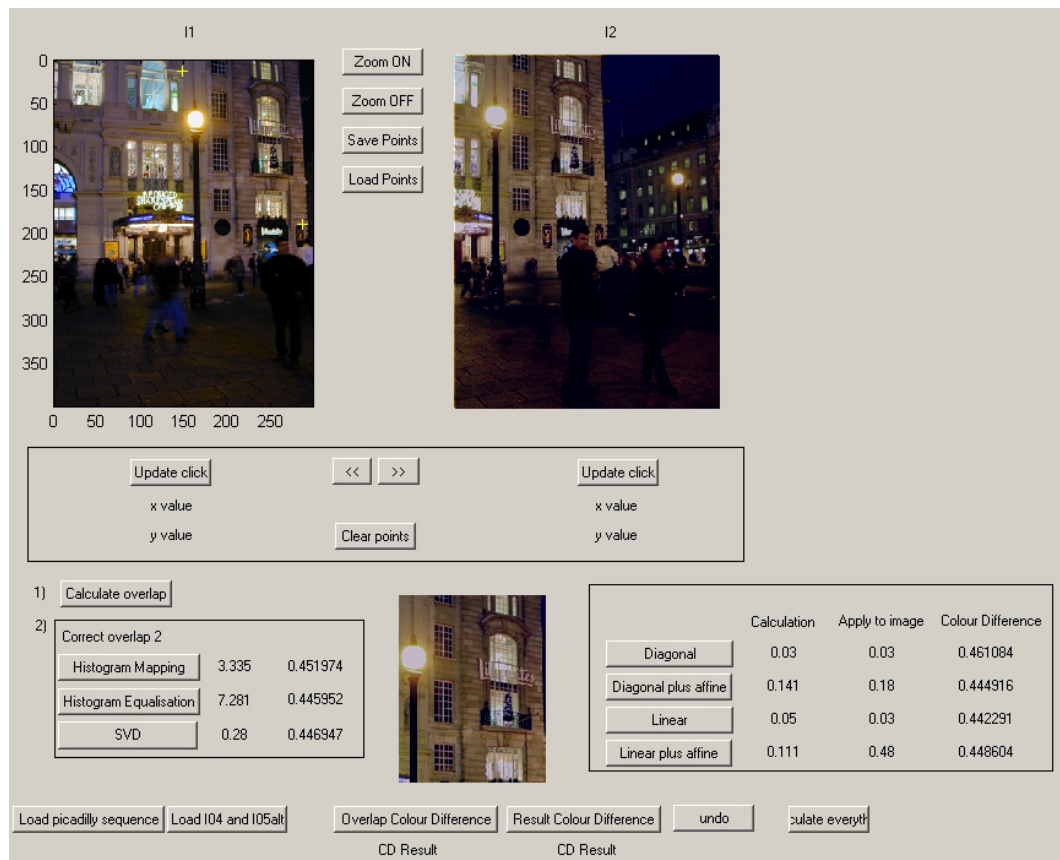 I1 I2
0
50
100
150
200
250
300
350
0 50 100 150 200 250
Zoom ON
Zoom OFF
Save Points
Load Points
REDUCED
SHAKESPEARE
Update click << >> Update click
x value x value
y value Clear points y value
1) Calculate overlap
2) Correct overlap 2
Histogram Mapping 3.335 0.451974
Histogram Equalisation 7.281 0.445952
SVD 0.28 0.446947
Calculation Apply to image Colour Difference
Diagonal 0.03 0.03 0.461084
Diagonal plus affine 0.141 0.18 0.444916
Linear 0.05 0.03 0.442291
Linear plus affine 0.111 0.48 0.448604
Load picadilly sequence Load I04 and I05alt Overlap Colour Difference Result Colour Difference undo culate everyth
CD Result CD Result